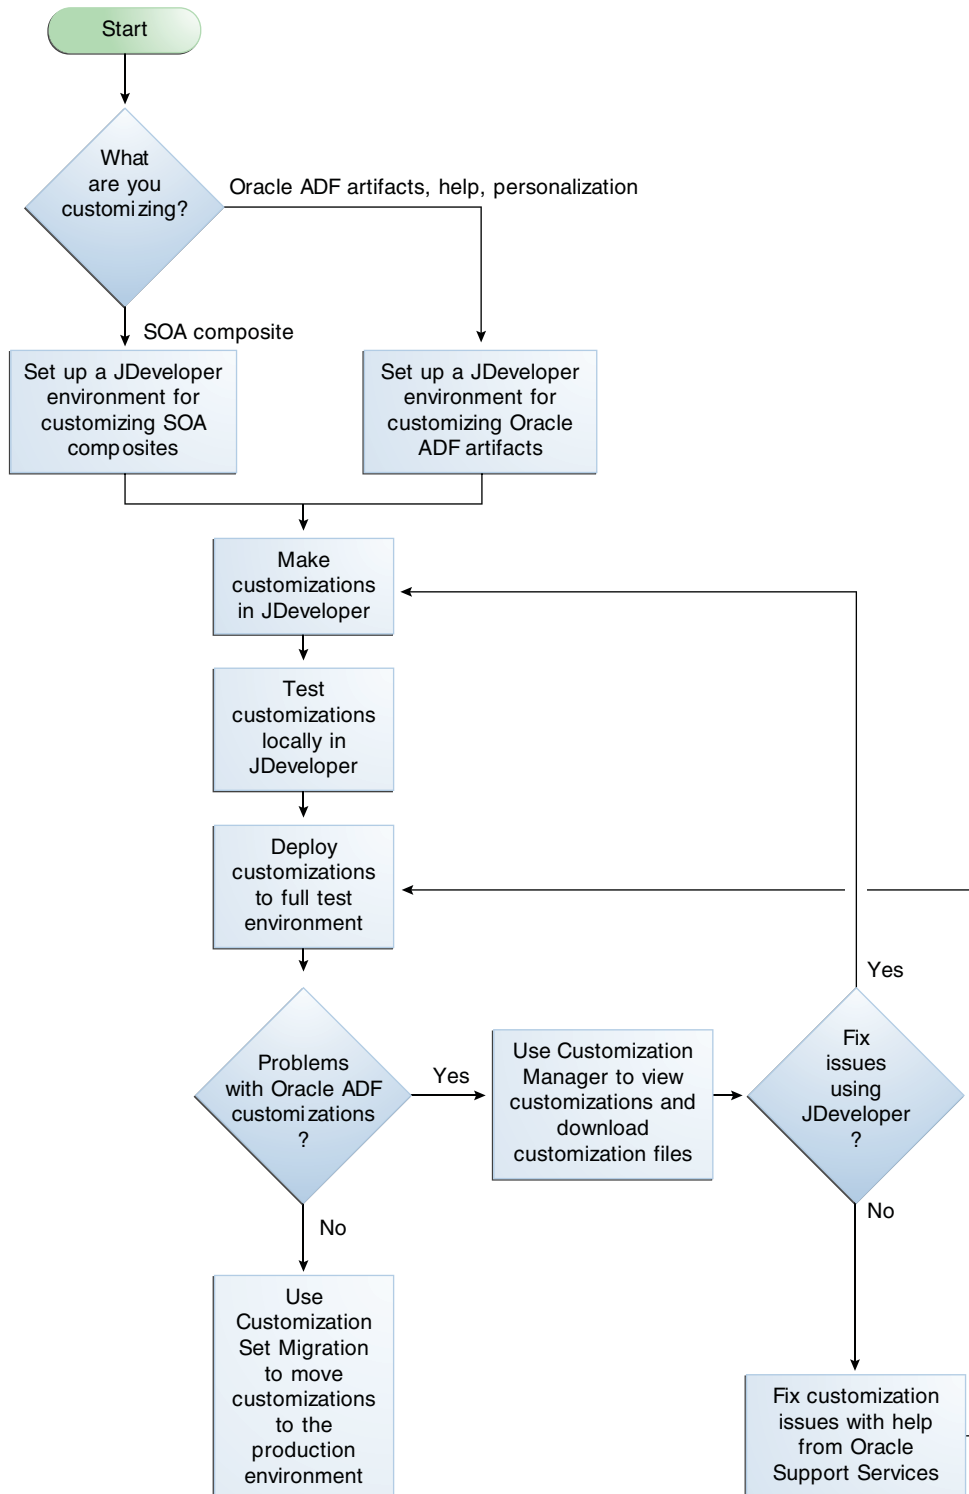 Start
What
are you
customizing?
Oracle ADF artifacts, help, personalization
SOA composite
Set up a JDeveloper
environment for
customizing SOA
composites
Set up a JDeveloper
environment for
customizing Oracle
ADF artifacts
Make
customizations
in JDeveloper
Test
customizations
locally in
JDeveloper
Deploy
customizations
to full test
environment
Problems
with Oracle ADF
customizations
?
Yes
Use Customization
Manager to view
customizations and
download
customization files
Yes
Fix
issues
using
JDeveloper
?
No
No
Use
Customization
Set Migration
to move
customizations
to the
production
environment
Fix customization
issues with help
from Oracle
Support Services